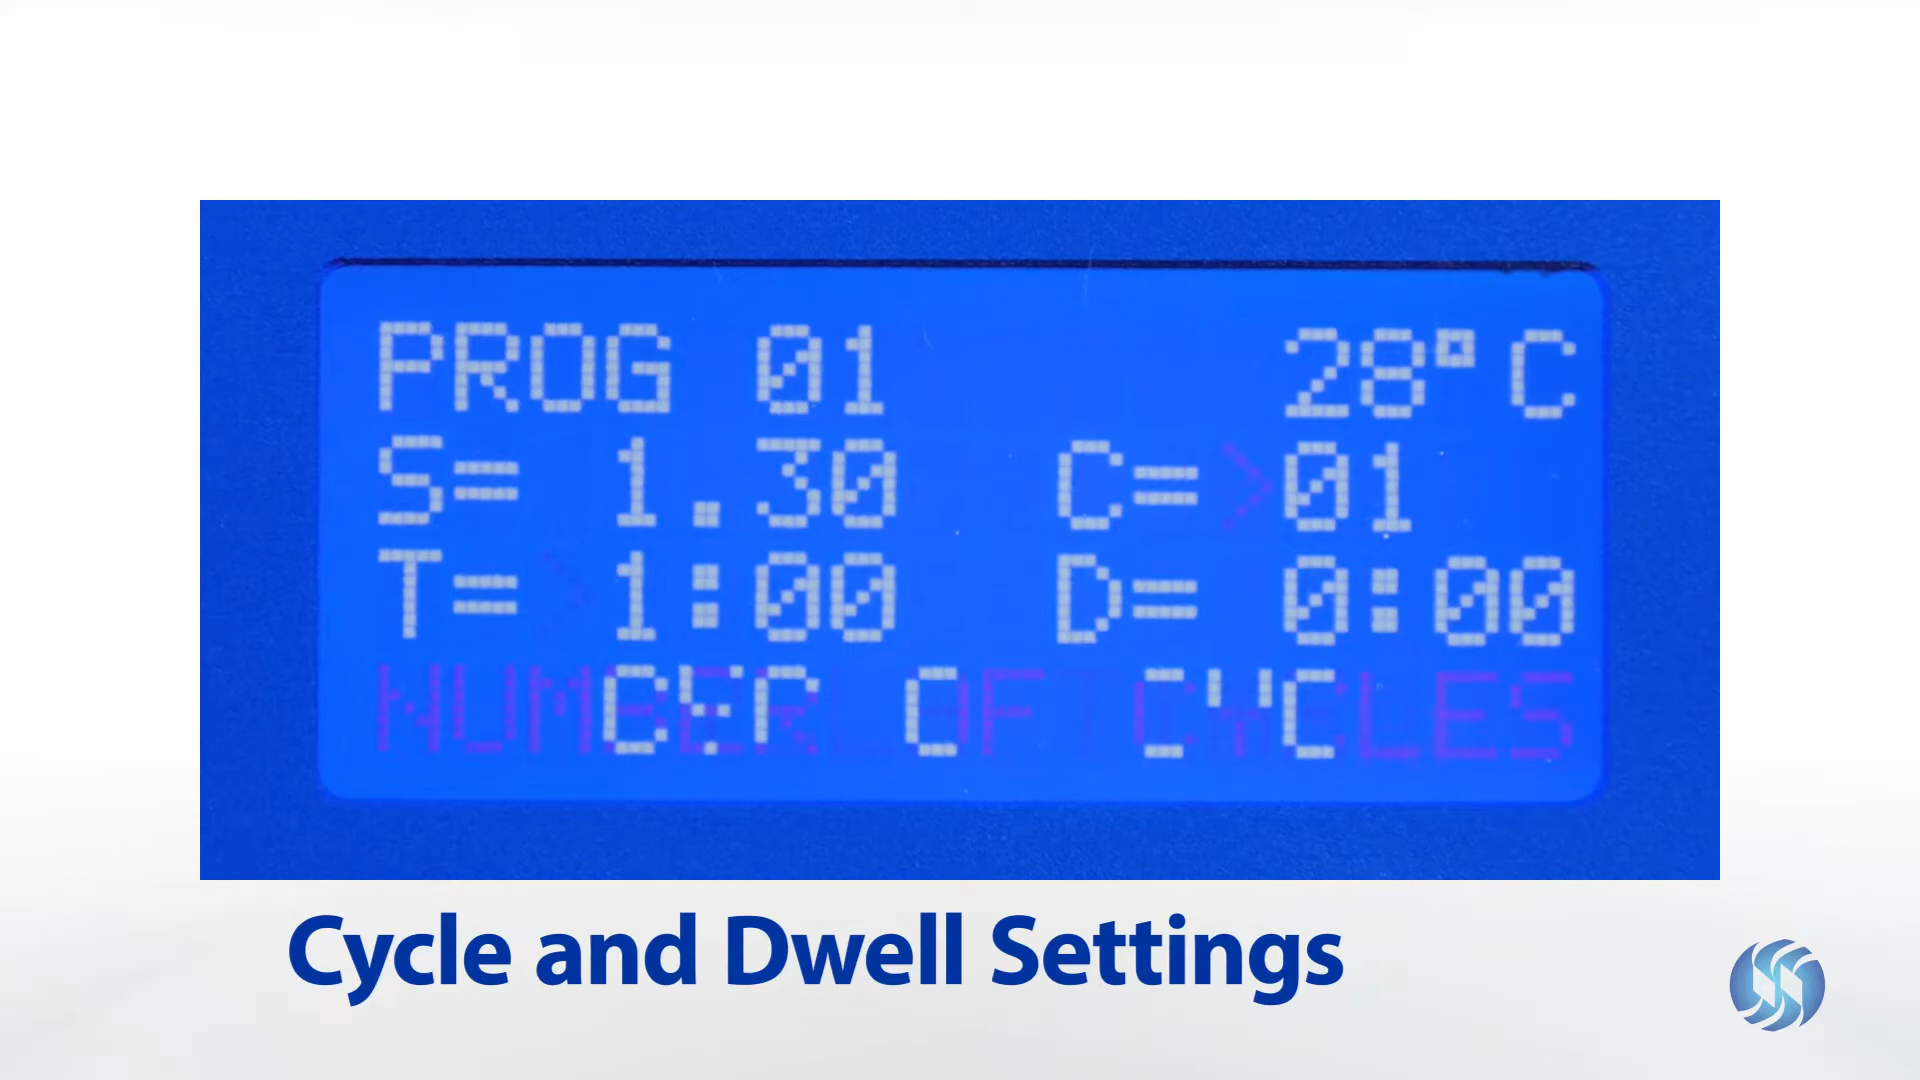 PROG 01 28°C
S= 1.30 C=>01
T= 1:00 D= 0:00
NUMBER OF CYCLES
Cycle and Dwell Settings